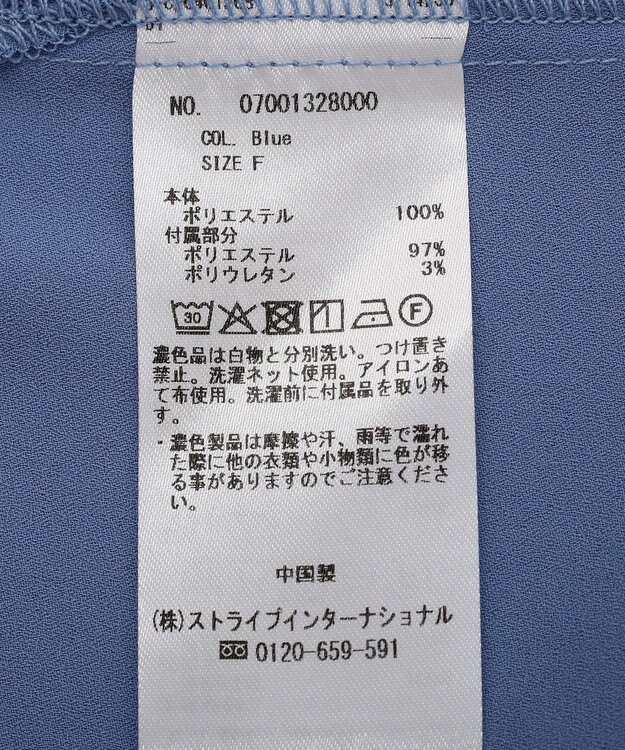 NO. 07001328000
COL. Blue
SIZE F
本体
ポリエステル 100%
付属部分
ポリエステル 97%
ポリウレタン 3%
30 F
濃色品は白物と分別洗い。つけ置き
禁止。洗濯ネット使用。アイロンあ
て布使用。洗濯前に付属品を取り外
す。
・濃色製品は摩擦や汗、雨等で濡れ
た際に他の衣類や小物類に色が移
る事がありますのでご注意くださ
い。
中国製
(株)ストライプインターナショナル
0120-659-591